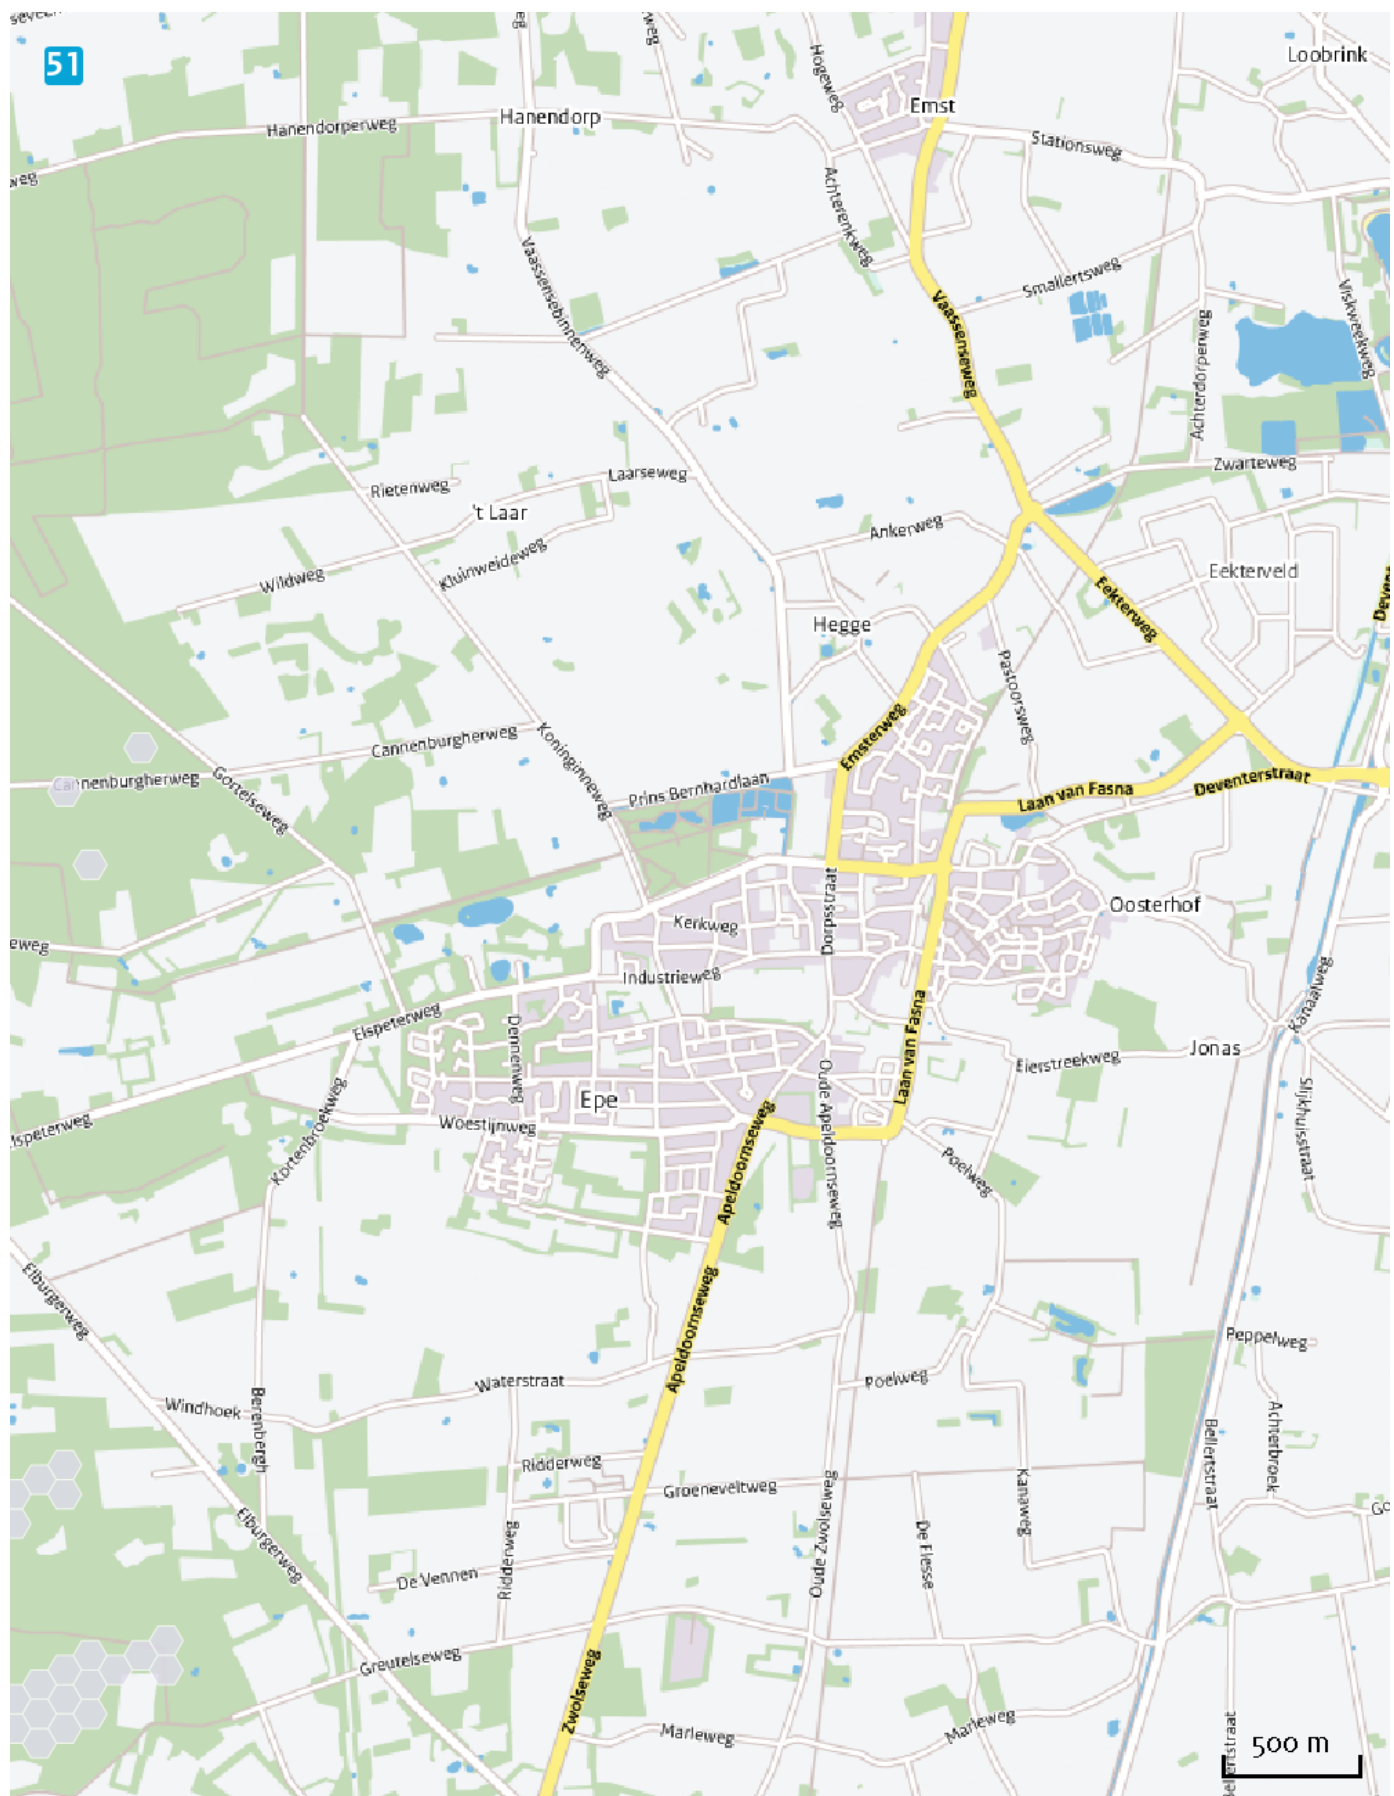 51
Loobrink
Hogeweg
Emst
Hanendorp
Hanendorperweg
Stationsweg
weg
Achterenkweg
Vaassensebinnenweg
Smallertsweg
Vaassenseweg
Viskweekweg
Achterdorperweg
Zwarteweg
Laarseweg
Rietenweg
't Laar
Ankerweg
Kluinweideweg
Wildweg
Eekterveld
Eekterweg
Hegge
Pastoorsweg
Emsterweg
Koninginneweg
Cannenburgherweg
Cannenburgherweg
Gortelseweg
Prins Bernhardlaan
Laan van Fasna
Deventerstraat
Dorpsstraat
Oosterhof
Kerkweg
eweg
Industrieweg
Kanaalweg
Laan van Fasna
Elspeterweg
Dennenweg
Jonas
Eierstreekweg
Oude Apeldoornseweg
Slijkhuisstraat
Epe
Kortenbroekweg
Elspeterweg
Woestijnweg
Apeldoornseweg
Poelweg
Elburgerweg
Apeldoornseweg
Peppelweg
Waterstraat
Poelweg
Windhoek
Berenbergh
Achterbroek
Bellertstraat
Ridderweg
Groeneveltweg
Oude Zwolseweg
Kanaweg
Elburgerweg
Ridderweg
De Flesse
De Vennen
Greutelseweg
Zwolseweg
Marleweg
Marleweg
500 m